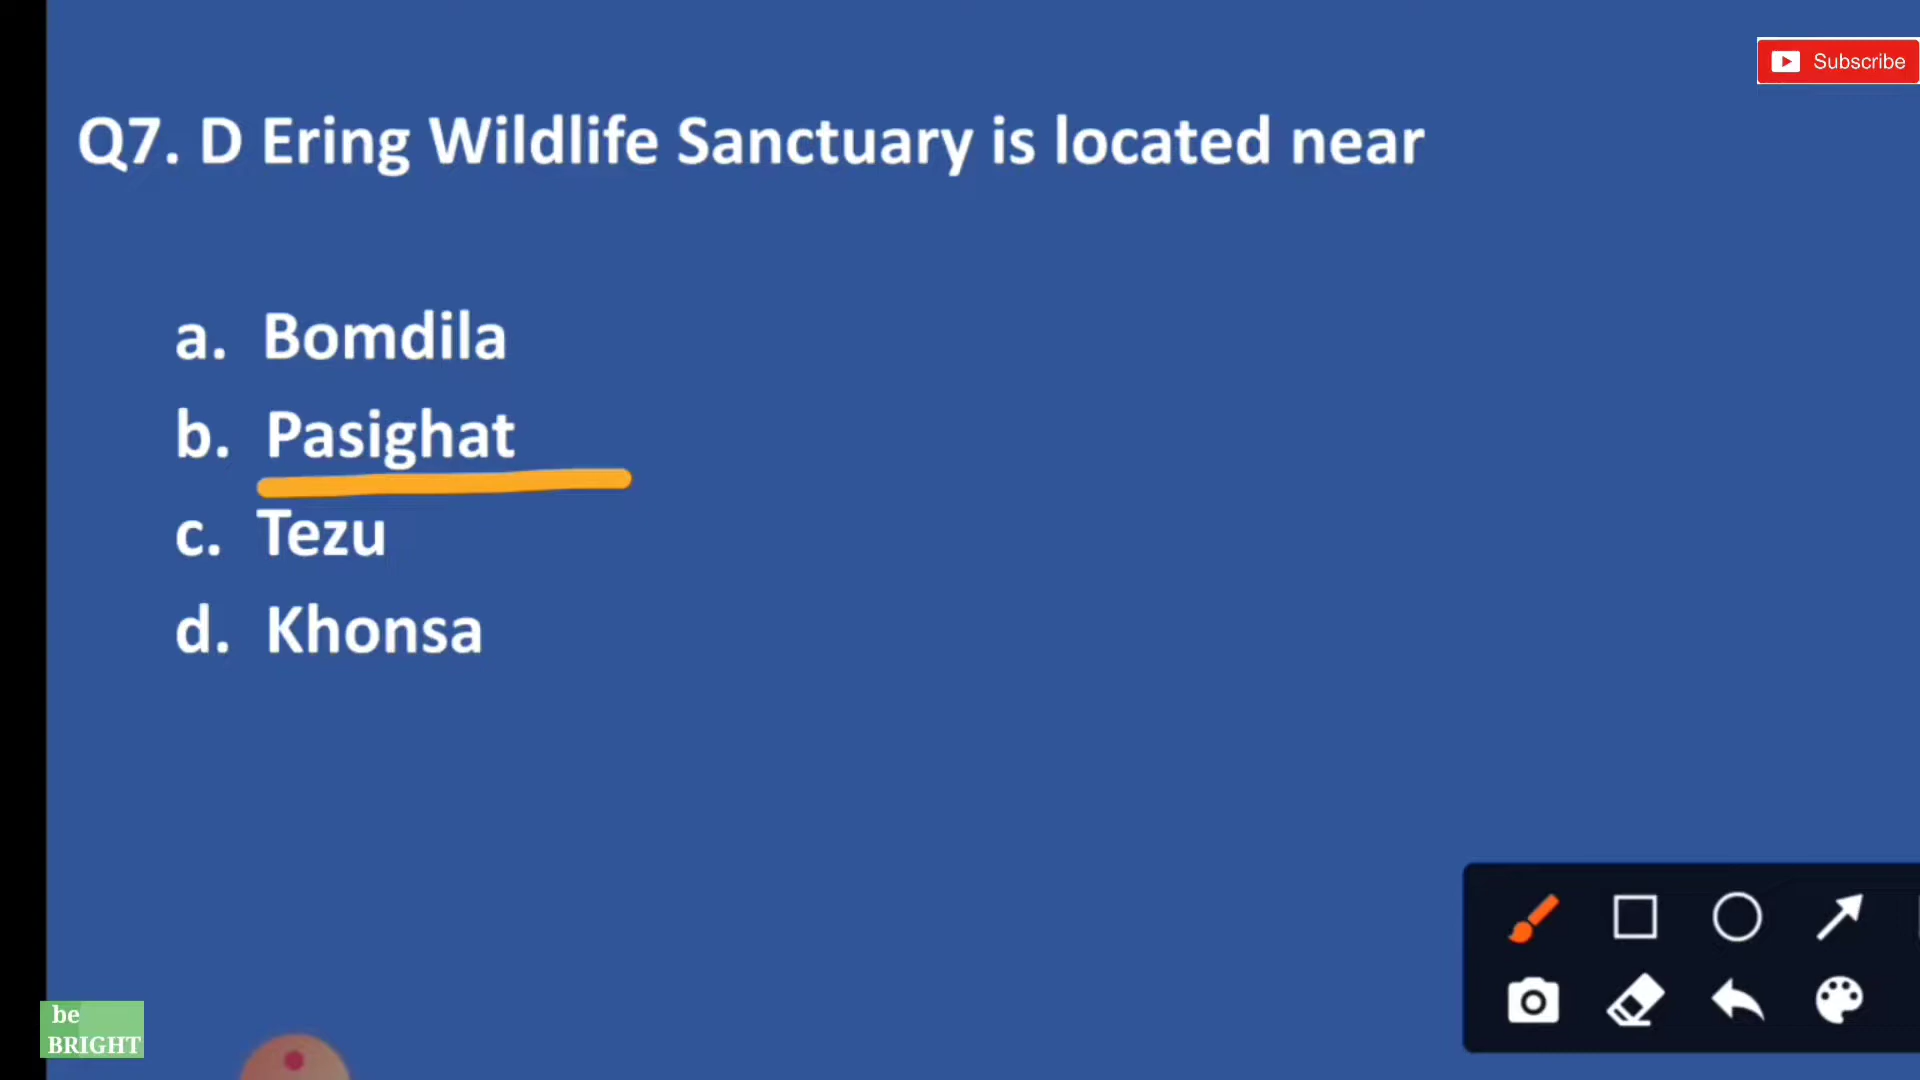 Subscribe
Q7. D Ering Wildlife Sanctuary is located near
a. Bomdila
b. Pasighat
c. Tezu
d. Khonsa
be
BRIGHT